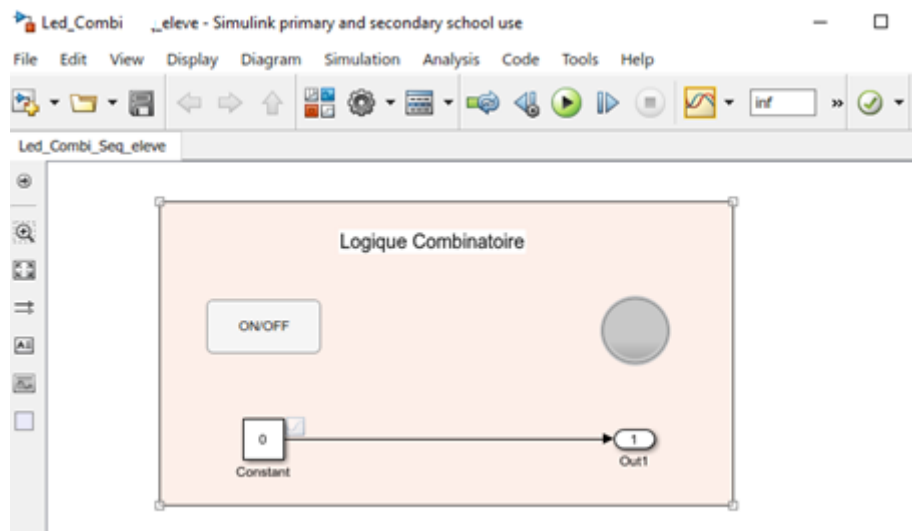 Led_Combi _eleve - Simulink primary and secondary school use
File Edit View Display Diagram Simulation Analysis Code Tools Help
inf »
Led_Combi_Seq_eleve
Logique Combinatoire
ON/OFF
0
1
Constant
Out1